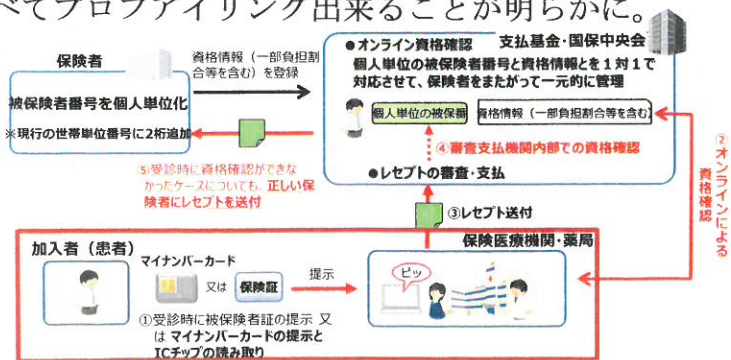 べてプロファイリング出来ることが明らかに。
保険者
被保険者番号を個人単位化
※現行の世帯単位番号に2桁追加
資格情報（一部負担割
合等を含む）を登録
●オンライン資格確認
支払基金・国保中央会
個人単位の被保険者番号と資格情報とを1対1で
対応させて、保険者をまたがって一元的に管理
個人単位の被保番
資格情報（一部負担割合等を含む）
④審査支払機関内部での資格確認
●レセプトの審査・支払
⑤受診時に資格確認ができな
かったケースについても、正しい保
険者にレセプトを送付
②オンラインによる
資格確認
③レセプト送付
加入者（患者）
マイナンバーカード
又は
保険証
提示
①受診時に被保険者証の提示 又
は マイナンバーカードの提示と
ICチップの読み取り
保険医療機関・薬局
ピッ